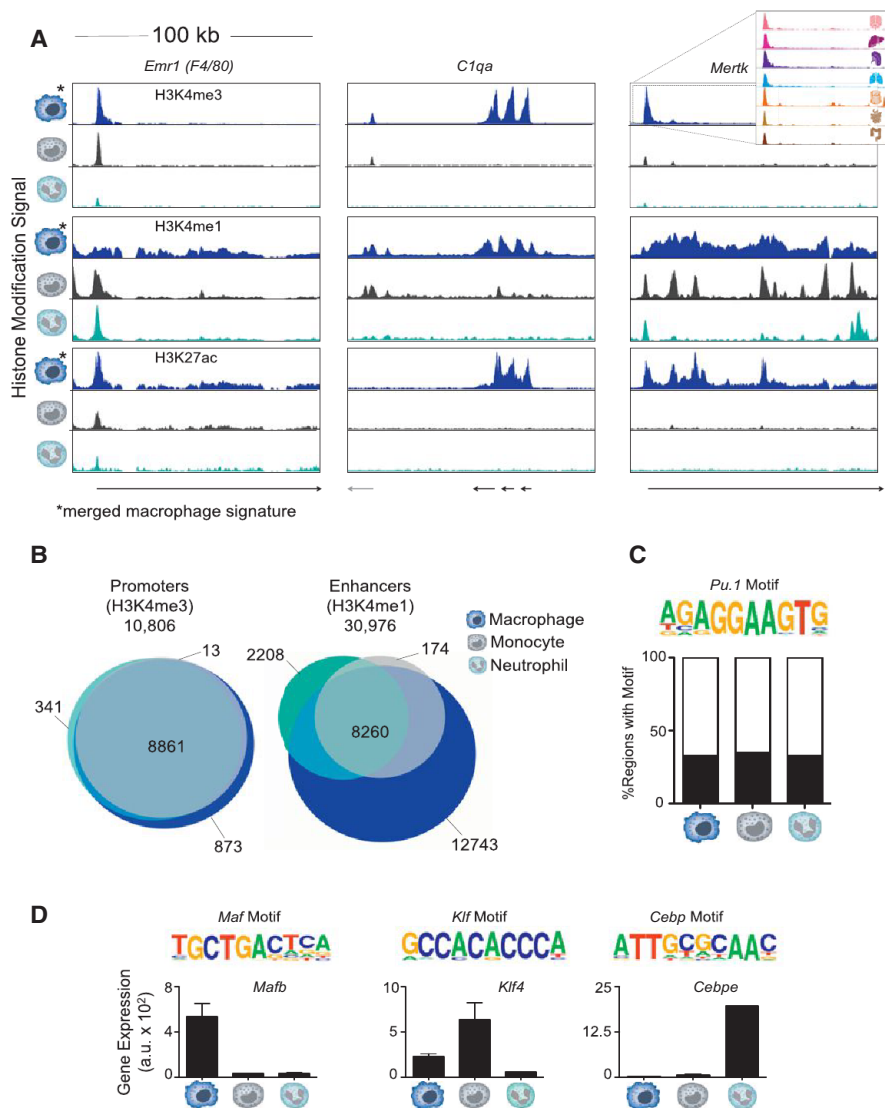 A
100 kb
Emr1 (F4/80)
C1qa
Mertk
Histone Modification Signal
*
H3K4me3
*
H3K4me1
*
H3K27ac
*merged macrophage signature
B
Promoters
(H3K4me3)
10,806
Enhancers
(H3K4me1)
30,976
Macrophage
Monocyte
Neutrophil
13
341
8861
873
2208
174
8260
12743
C
Pu.1 Motif
AGAGGAAGTG
%Regions with Motif
100
50
0
D
Maf Motif
Klf Motif
Cebp Motif
TGCTGACTCA
GCCACACCCA
ATTGCGCAAC
Gene Expression
(a.u. x 10²)
Mafb
8
4
0
Klf4
10
5
0
Cebpe
25
12.5
0